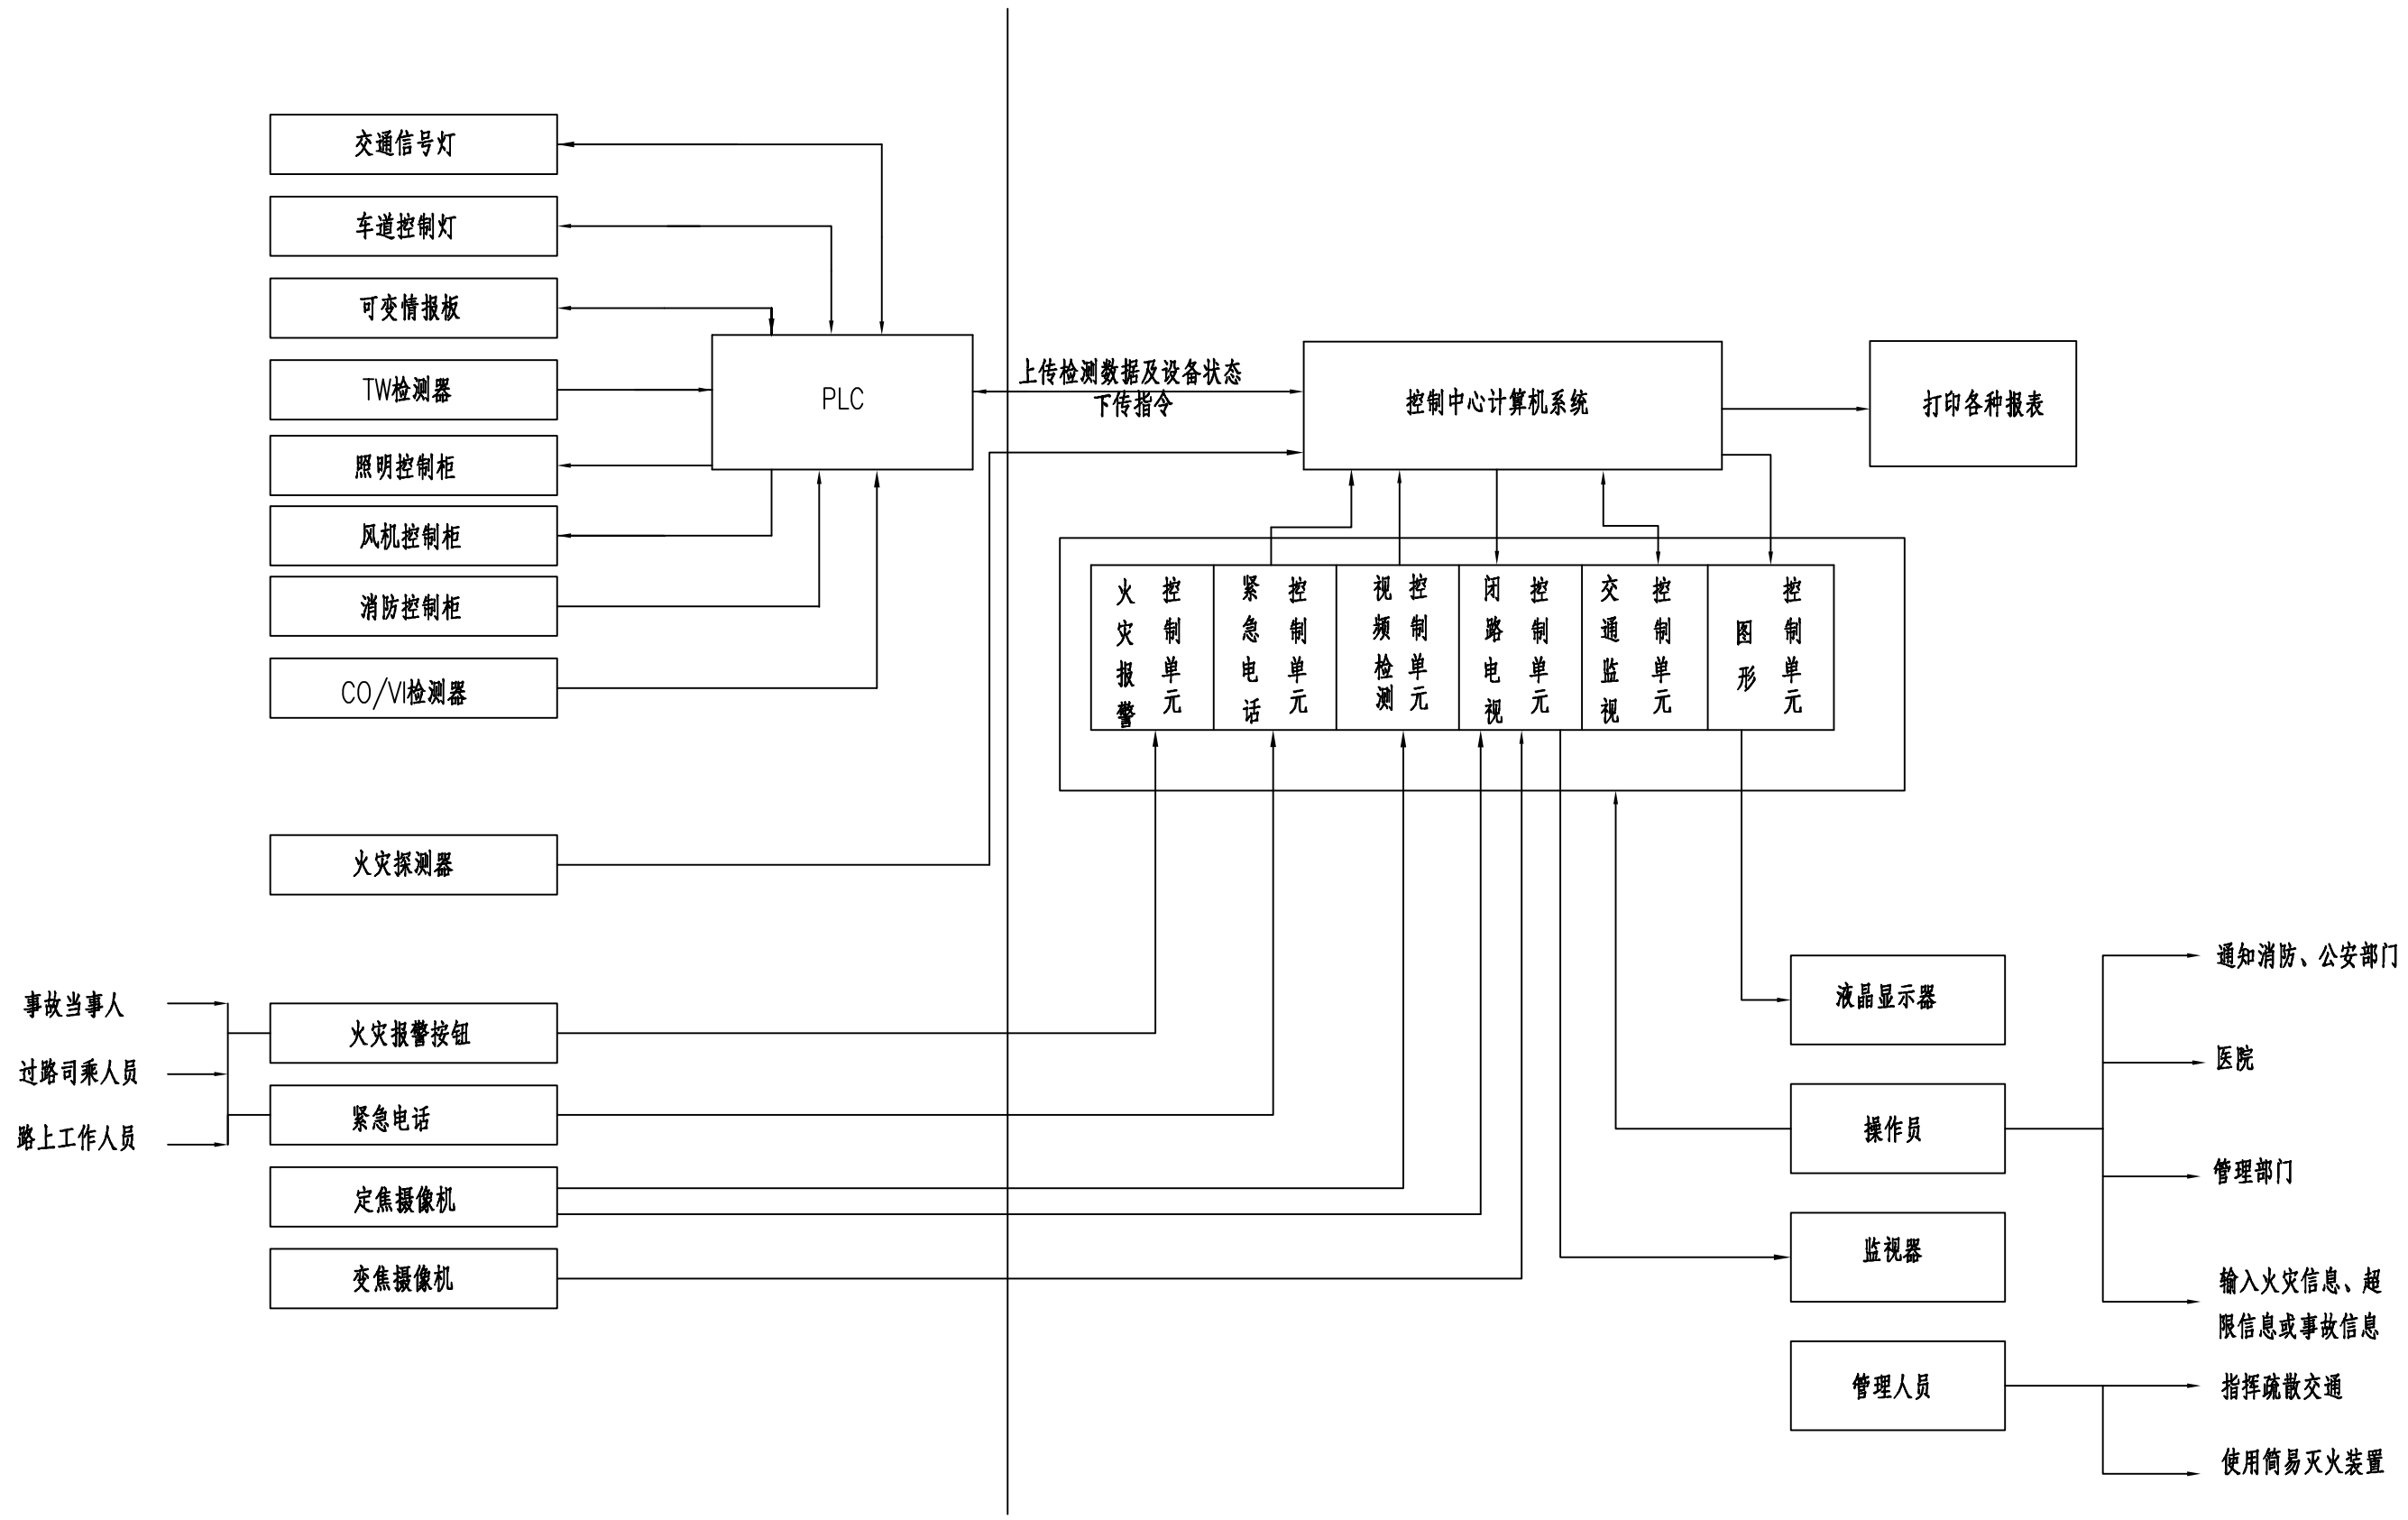 交通信号灯
车道控制灯
可变情报板
TW检测器
照明控制柜
风机控制柜
消防控制柜
CO/VI检测器
PLC
上传检测数据及设备状态
下传指令
控制中心计算机系统
打印各种报表
火灾报警
控制单元
紧急电话
控制单元
视频检测
控制单元
闭路电视
控制单元
交通监视
控制单元
图形
控制单元
火灾探测器
事故当事人
过路司乘人员
路上工作人员
火灾报警按钮
紧急电话
定焦摄像机
变焦摄像机
液晶显示器
操作员
监视器
管理人员
通知消防、公安部门
医院
管理部门
输入火灾信息、超
限信息或事故信息
指挥疏散交通
使用简易灭火装置